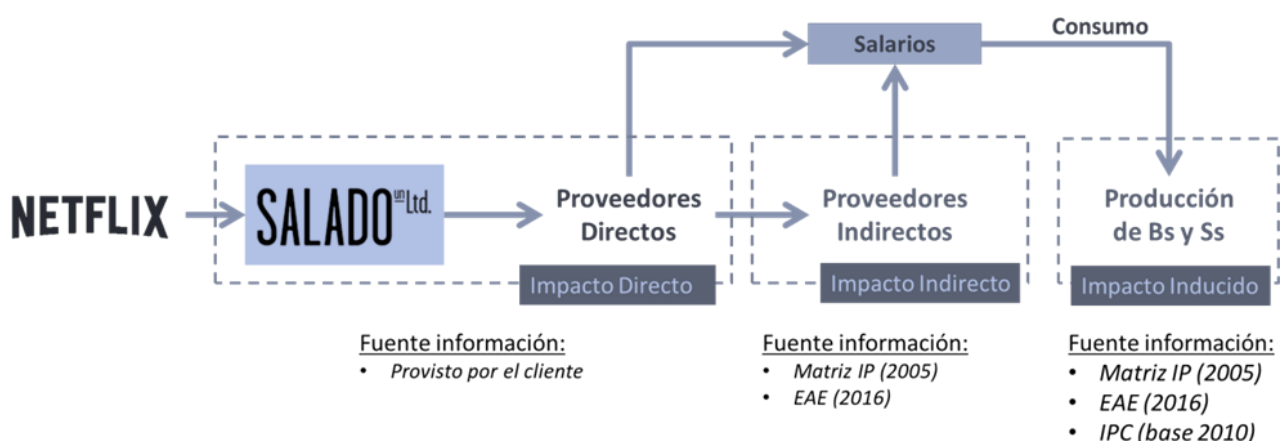 Salarios
Consumo
NETFLIX
SALADO un Ltd.
Proveedores
Directos
Impacto Directo
Proveedores
Indirectos
Impacto Indirecto
Producción
de Bs y Ss
Impacto Inducido
Fuente información:
• Provisto por el cliente
Fuente información:
• Matriz IP (2005)
• EAE (2016)
Fuente información:
• Matriz IP (2005)
• EAE (2016)
• IPC (base 2010)